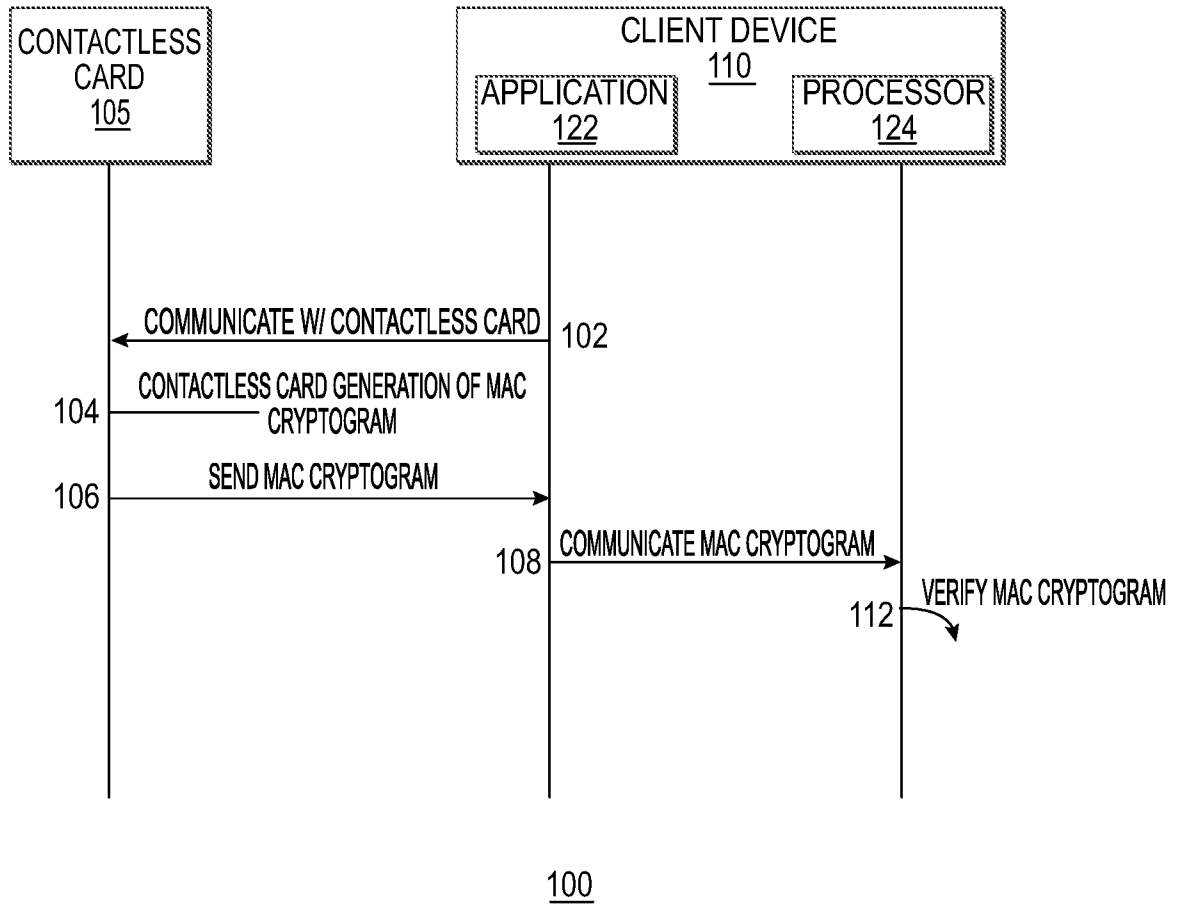 CONTACTLESS
CARD
105
CLIENT DEVICE
110
APPLICATION
122
PROCESSOR
124
COMMUNICATE W/ CONTACTLESS CARD
102
CONTACTLESS CARD GENERATION OF MAC
CRYPTOGRAM
104
SEND MAC CRYPTOGRAM
106
COMMUNICATE MAC CRYPTOGRAM
108
VERIFY MAC CRYPTOGRAM
112
100